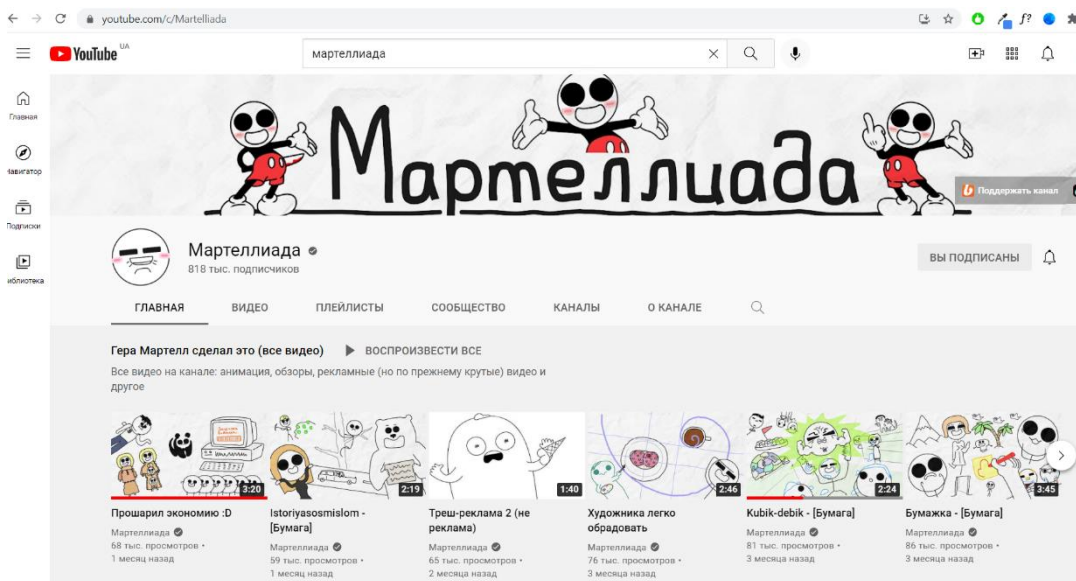 youtube.com/c/Martelliada
YouTube UA
мартеллиада
Главная
Навигатор
Подписки
Библиотека
Мартеллиада
Поддержать канал
Мартеллиада
818 тыс. подписчиков
ВЫ ПОДПИСАНЫ
ГЛАВНАЯ ВИДЕО ПЛЕЙЛИСТЫ СООБЩЕСТВО КАНАЛЫ О КАНАЛЕ
Гера Мартелл сделал это (все видео) ВОСПРОИЗВЕСТИ ВСЕ
Все видео на канале: анимация, обзоры, рекламные (но по прежнему крутые) видео и
другое
3:20 2:19 1:40 2:46 2:24 3:45
Прошарил экономию :D
Мартеллиада
68 тыс. просмотров •
1 месяц назад
Istoriyasosmislom -
[Бумага]
Мартеллиада
59 тыс. просмотров •
1 месяц назад
Треш-реклама 2 (не
реклама)
Мартеллиада
65 тыс. просмотров •
2 месяца назад
Художника легко
обрадовать
Мартеллиада
76 тыс. просмотров •
3 месяца назад
Kubik-debik - [Бумага]
Мартеллиада
81 тыс. просмотров •
3 месяца назад
Бумажка - [Бумага]
Мартеллиада
86 тыс. просмотров •
3 месяца назад